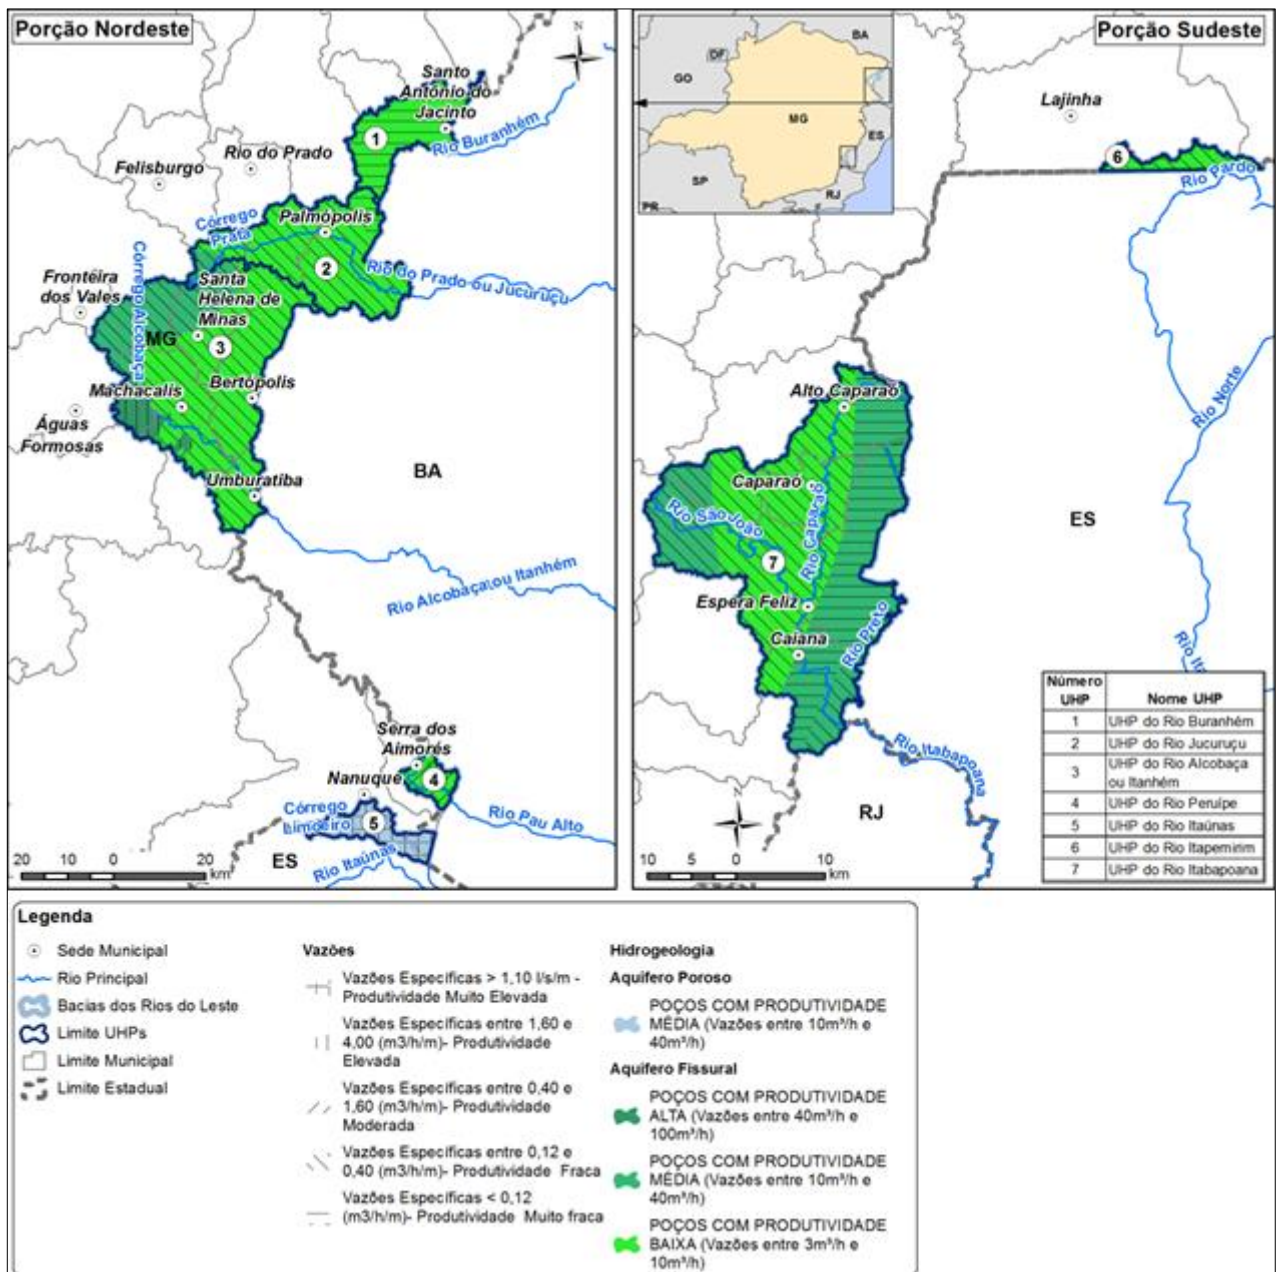 Porção Nordeste
N
Santo
Antônio do
Jacinto
1
Rio Buranhém
Felisburgo
Rio do Prado
Córrego
Prata
Palmópolis
2
Rio do Prado ou Jucuruçu
Fronteira
dos Vales
Córrego Alcobaça
Santa
Helena de
Minas
MG
3
Machacalis
Bertópolis
Águas
Formosas
Umburatiba
BA
Rio Alcobaça ou Itanhém
Serra dos
Aimorés
Nanuque
4
Córrego
Limoeiro
5
Rio Pau Alto
ES
Rio Itaúnas
20 10 0 20
km
Porção Sudeste
BA
DF
GO
MG
ES
SP
RJ
PR
Lajinha
6
Rio Pardo
Rio Norte
Alto Caparaó
Caparaó
Rio São João
Rio Caparaó
7
ES
Espera Feliz
Caiana
Rio Preto
Rio Itabapoana
RJ
N
10 5 0 10
km
Número
UHP
Nome UHP
1 UHP do Rio Buranhém
2 UHP do Rio Jucuruçu
3 UHP do Rio Alcobaça
ou Itanhém
4 UHP do Rio Peruípe
5 UHP do Rio Itaúnas
6 UHP do Rio Itapemirim
7 UHP do Rio Itabapoana
Legenda
Sede Municipal
Rio Principal
Bacias dos Rios do Leste
Limite UHPs
Limite Municipal
Limite Estadual
Vazões
Vazões Específicas > 1,10 l/s/m -
Produtividade Muito Elevada
Vazões Específicas entre 1,60 e
4,00 (m3/h/m)- Produtividade
Elevada
Vazões Específicas entre 0,40 e
1,60 (m3/h/m)- Produtividade
Moderada
Vazões Específicas entre 0,12 e
0,40 (m3/h/m)- Produtividade Fraca
Vazões Específicas < 0,12
(m3/h/m)- Produtividade Muito fraca
Hidrogeologia
Aquifero Poroso
POÇOS COM PRODUTIVIDADE
MÉDIA (Vazões entre 10m³/h e
40m³/h)
Aquifero Fissural
POÇOS COM PRODUTIVIDADE
ALTA (Vazões entre 40m³/h e
100m³/h)
POÇOS COM PRODUTIVIDADE
MÉDIA (Vazões entre 10m³/h e
40m³/h)
POÇOS COM PRODUTIVIDADE
BAIXA (Vazões entre 3m³/h e
10m³/h)